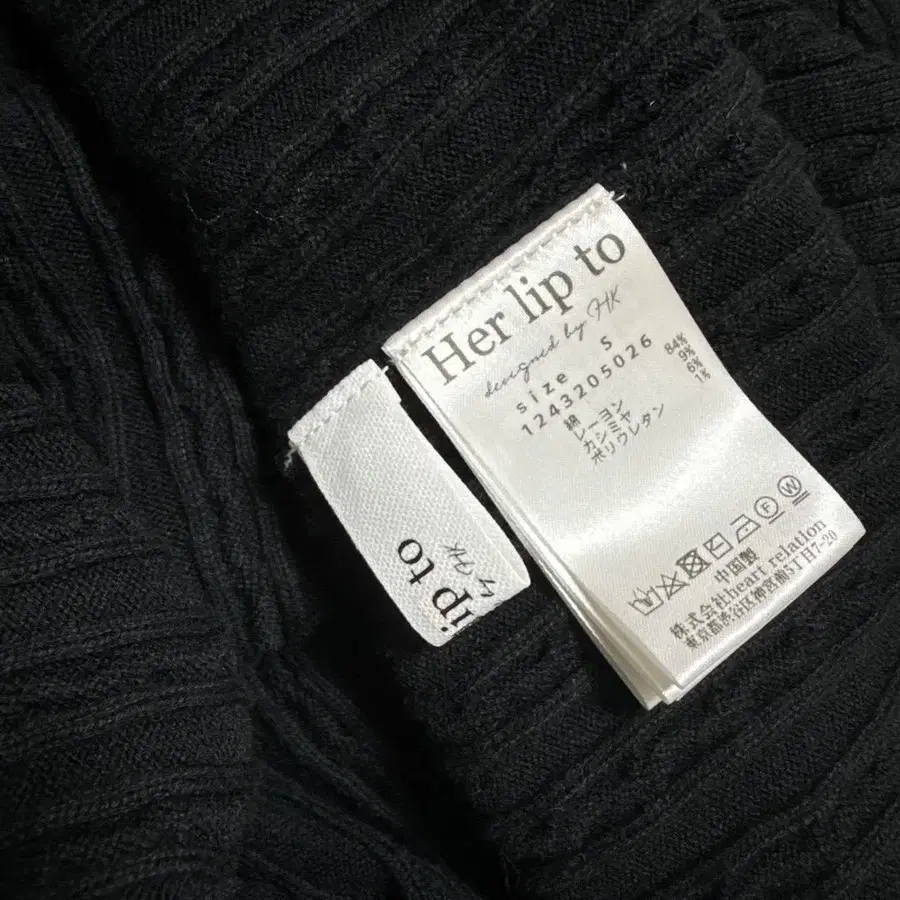 Her lip to
designed by HK
size S
1243205026
綿 84%
レーヨン 9%
カシミヤ 6%
ポリウレタン 1%
F W
中国製
株式会社heart relation
東京都渋谷区神宮前5丁目7-20
ip to
by HK